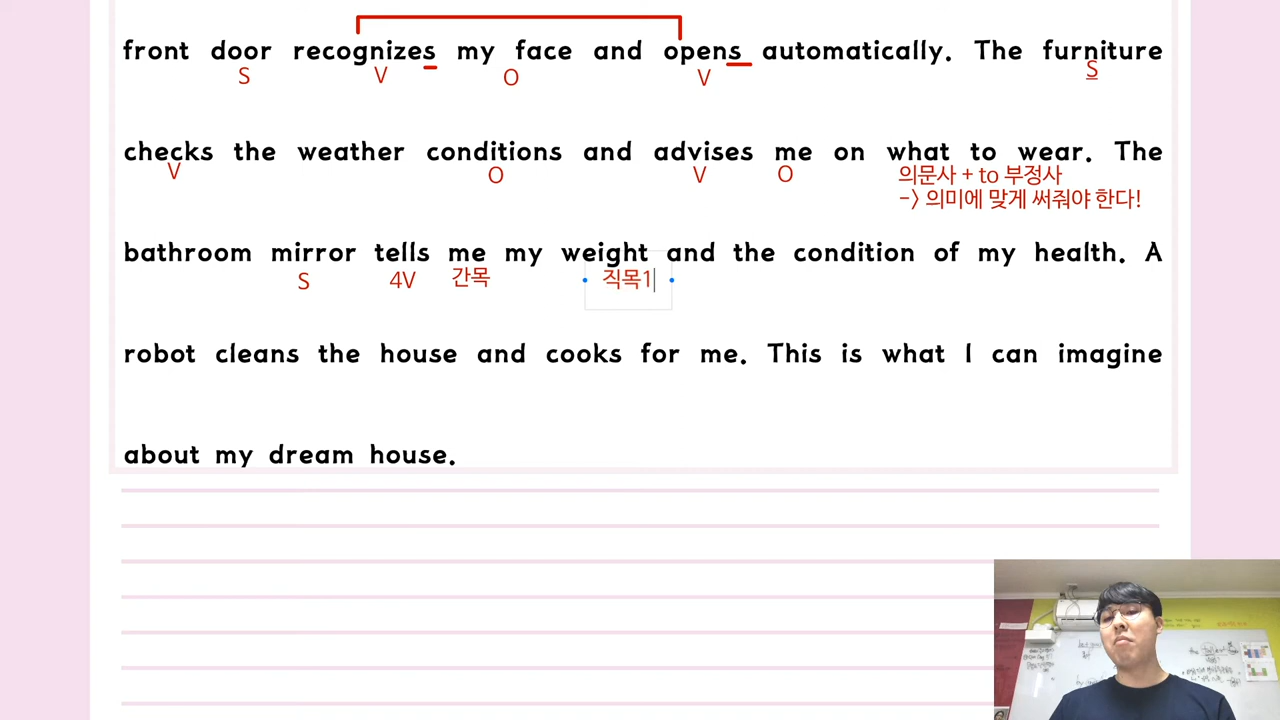 front door recognizes my face and opens automatically. The furniture
S V O V S
checks the weather conditions and advises me on what to wear. The
V O V O 의문사 + to 부정사
-> 의미에 맞게 써줘야 한다!
bathroom mirror tells me my weight and the condition of my health. A
S 4V 간목 직목1
robot cleans the house and cooks for me. This is what I can imagine
about my dream house.